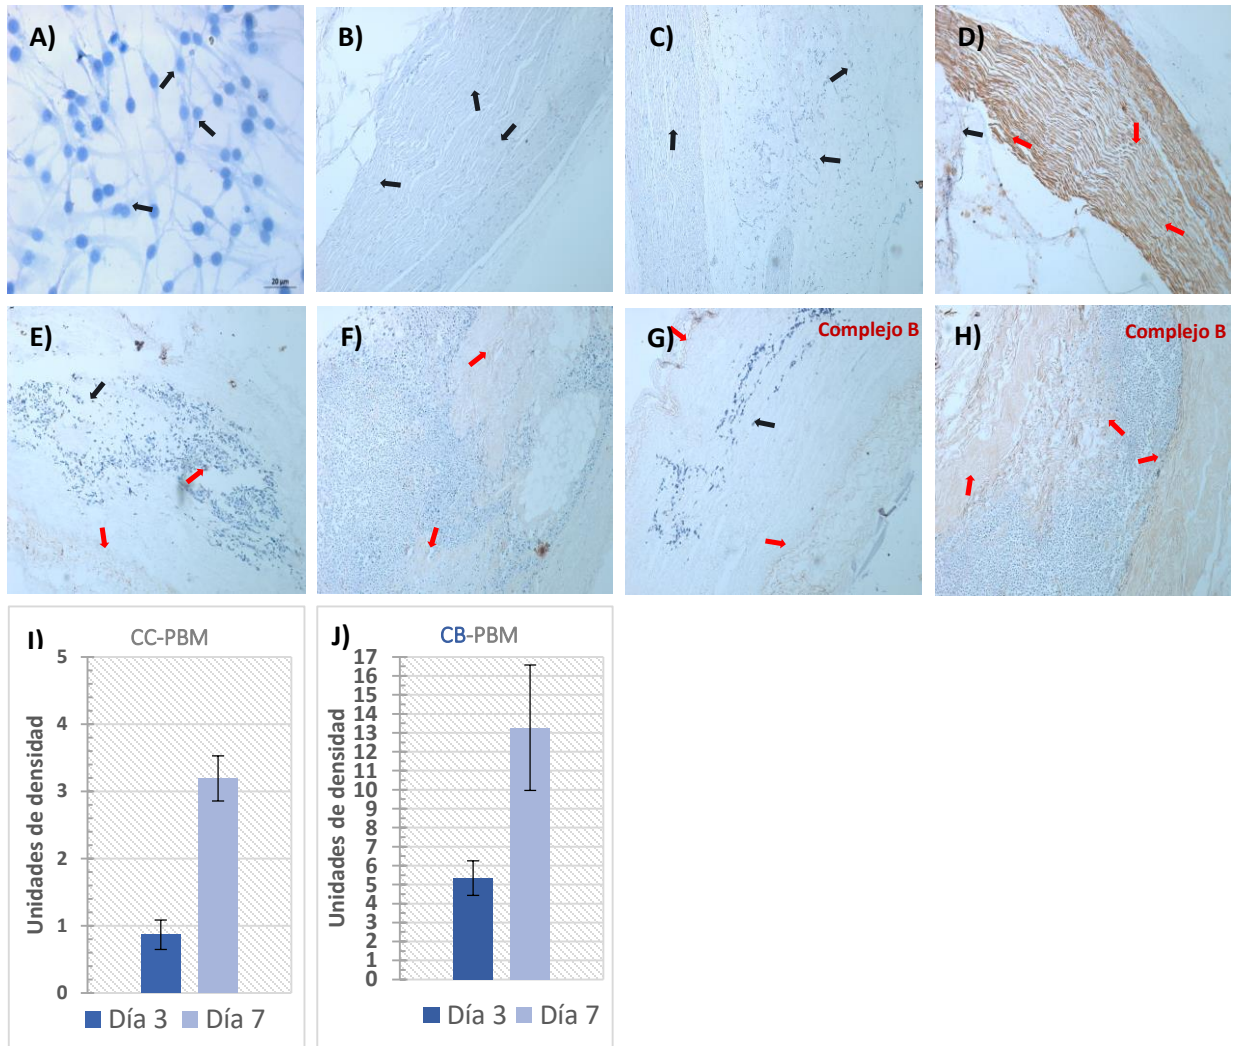 A)
B)
C)
D)
20 µm
E)
F)
G)
Complejo B
H)
Complejo B
I)
CC-PBM
Unidades de densidad
5
4
3
2
1
0
Día 3
Día 7
J)
CB-PBM
Unidades de densidad
17
16
15
14
13
12
11
10
9
8
7
6
5
4
3
2
1
0
Día 3
Día 7